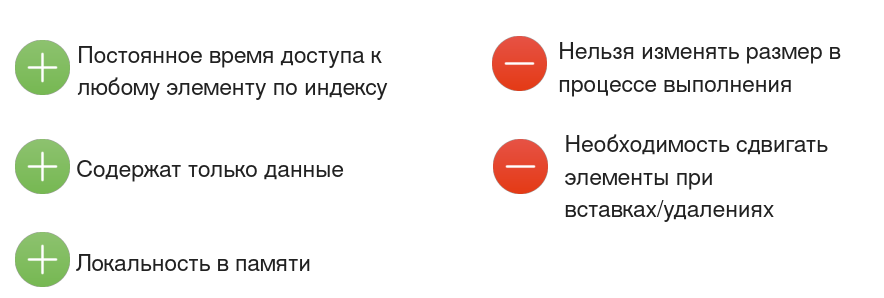 Постоянное время доступа к
любому элементу по индексу
Содержат только данные
Локальность в памяти
Нельзя изменять размер в
процессе выполнения
Необходимость сдвигать
элементы при
вставках/удалениях